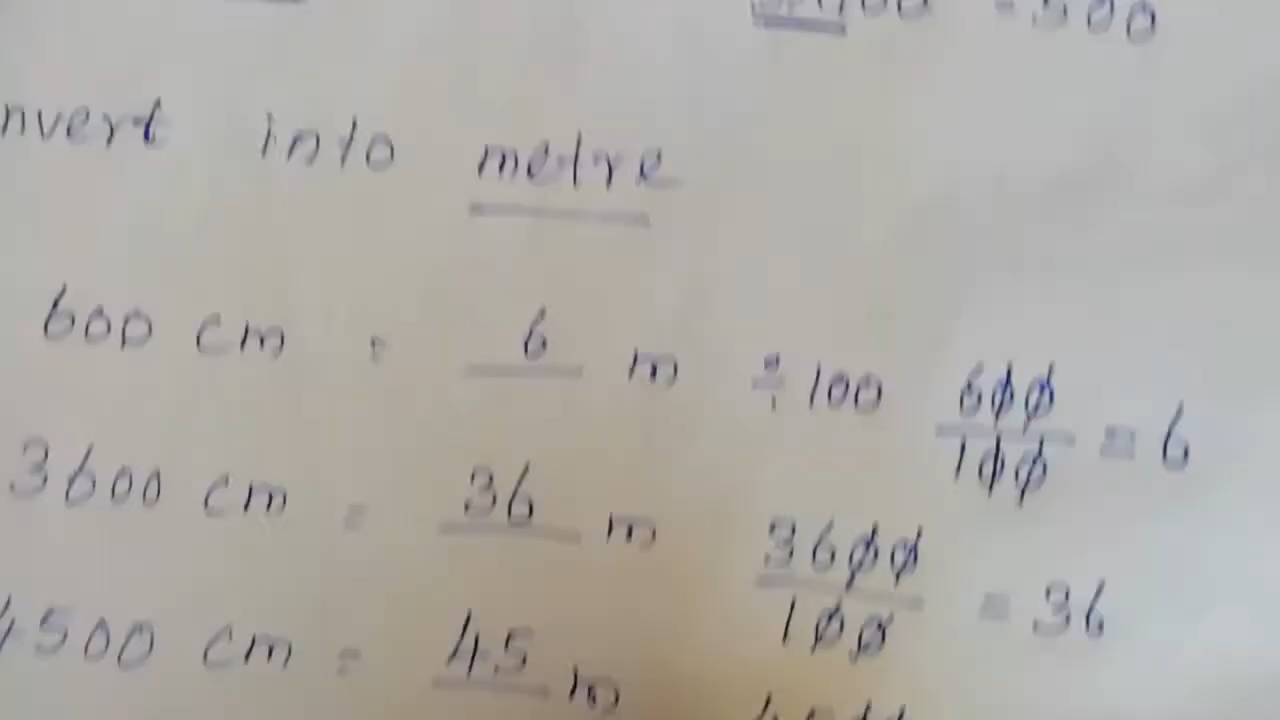 = 500
nvert into metre
600 cm = 6 m ÷ 100 600/100 = 6
3600 cm = 36 m 3600/100 = 36
4500 cm = 45 m